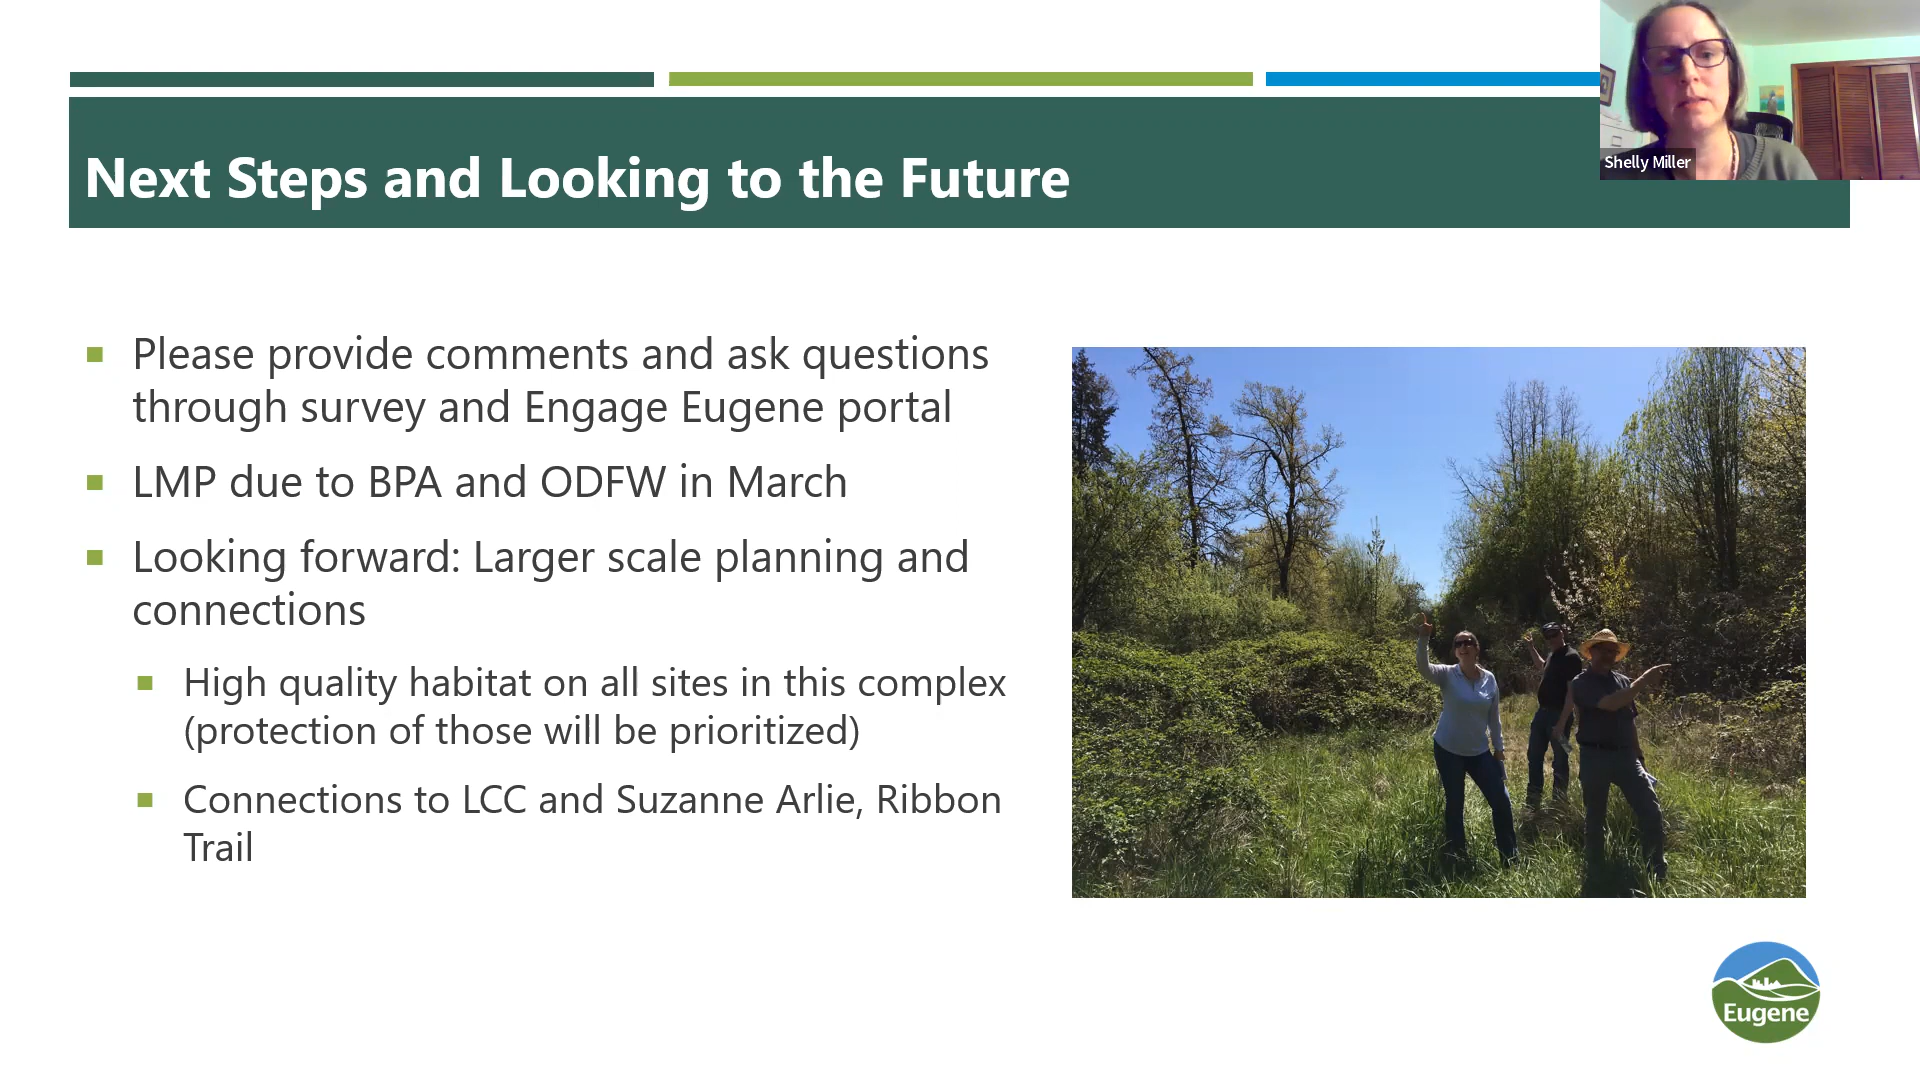 Shelly Miller
Next Steps and Looking to the Future
Please provide comments and ask questions
through survey and Engage Eugene portal
LMP due to BPA and ODFW in March
Looking forward: Larger scale planning and
connections
High quality habitat on all sites in this complex
(protection of those will be prioritized)
Connections to LCC and Suzanne Arlie, Ribbon
Trail
Eugene